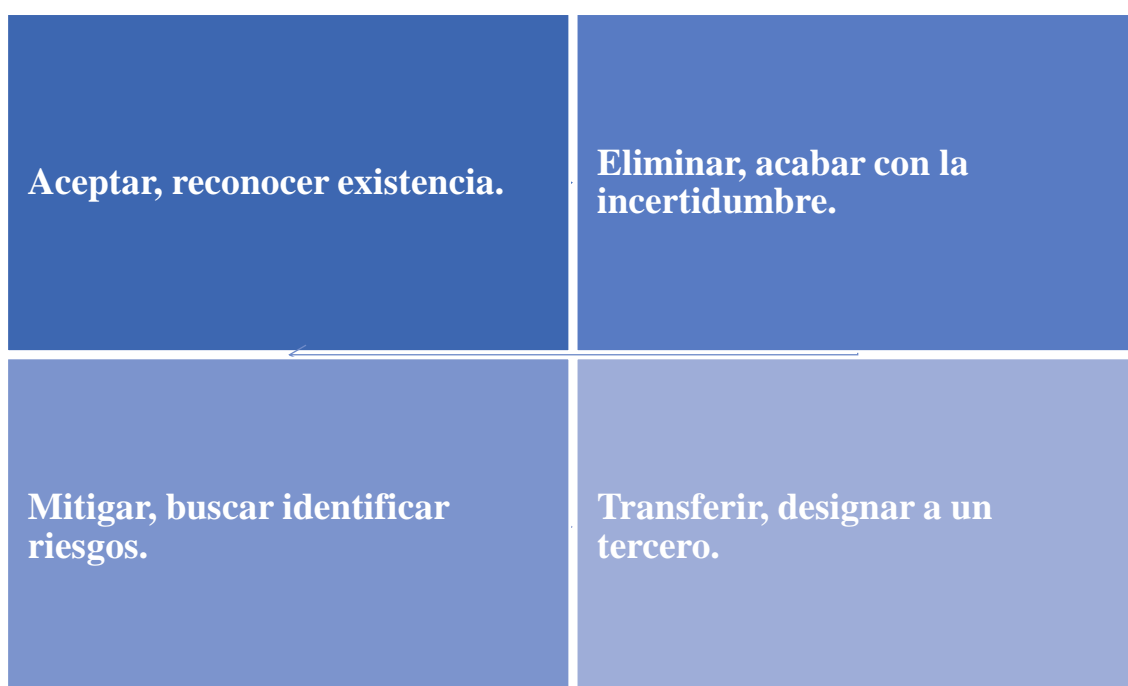 Aceptar, reconocer existencia.
Eliminar, acabar con la
incertidumbre.
Mitigar, buscar identificar
riesgos.
Transferir, designar a un
tercero.